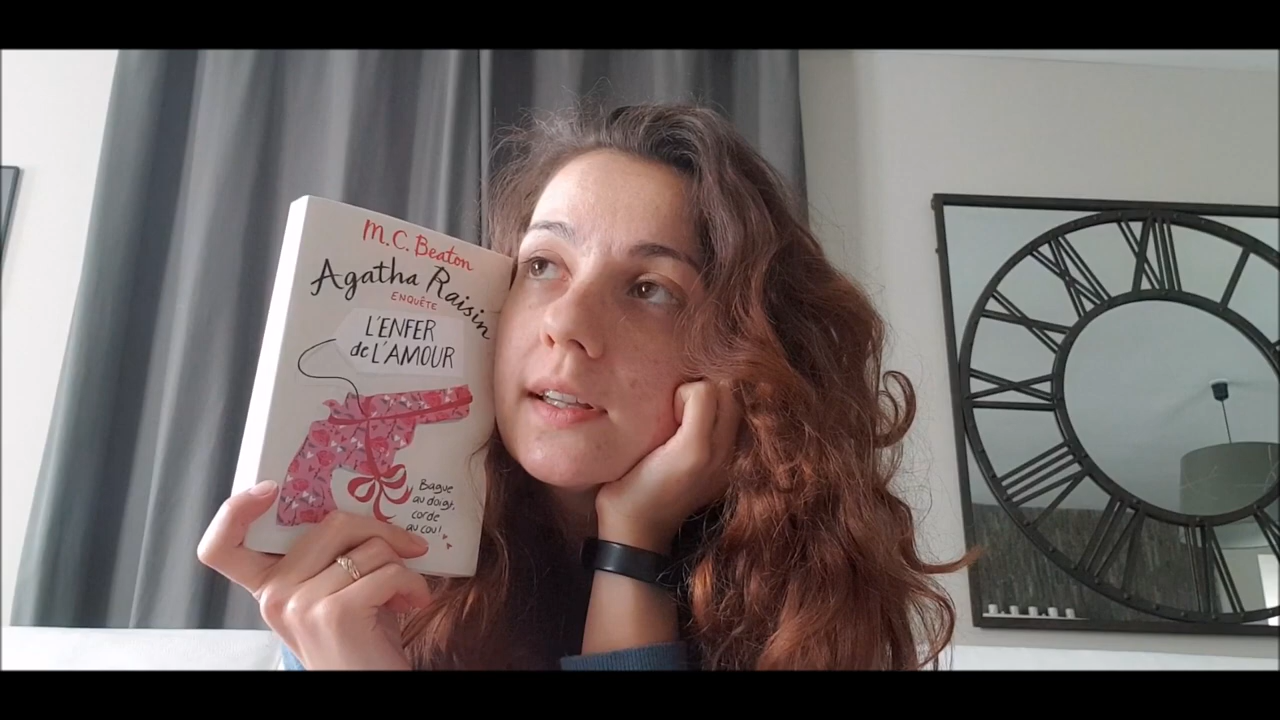 M.C. Beaton
Agatha Raisin
ENQUÊTE
L'ENFER
de L'AMOUR
Bague
au doigt,
corde
au cou !